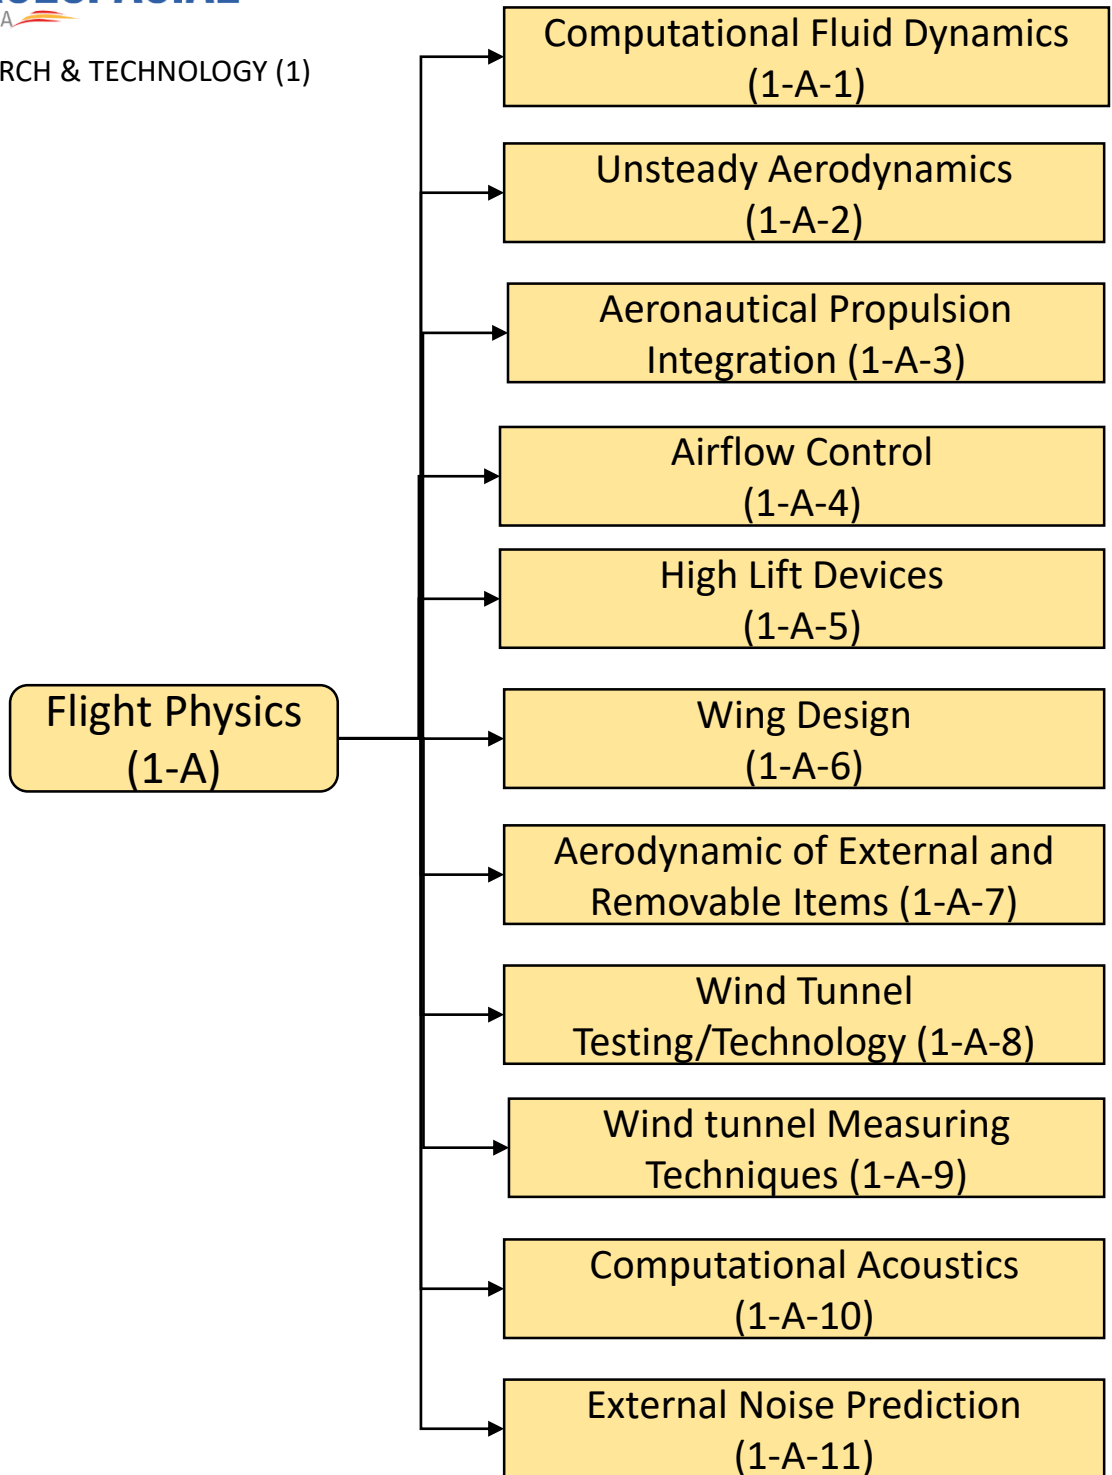 RCH & TECHNOLOGY (1)
Computational Fluid Dynamics
(1-A-1)
Unsteady Aerodynamics
(1-A-2)
Aeronautical Propulsion
Integration (1-A-3)
Airflow Control
(1-A-4)
High Lift Devices
(1-A-5)
Flight Physics
(1-A)
Wing Design
(1-A-6)
Aerodynamic of External and
Removable Items (1-A-7)
Wind Tunnel
Testing/Technology (1-A-8)
Wind tunnel Measuring
Techniques (1-A-9)
Computational Acoustics
(1-A-10)
External Noise Prediction
(1-A-11)